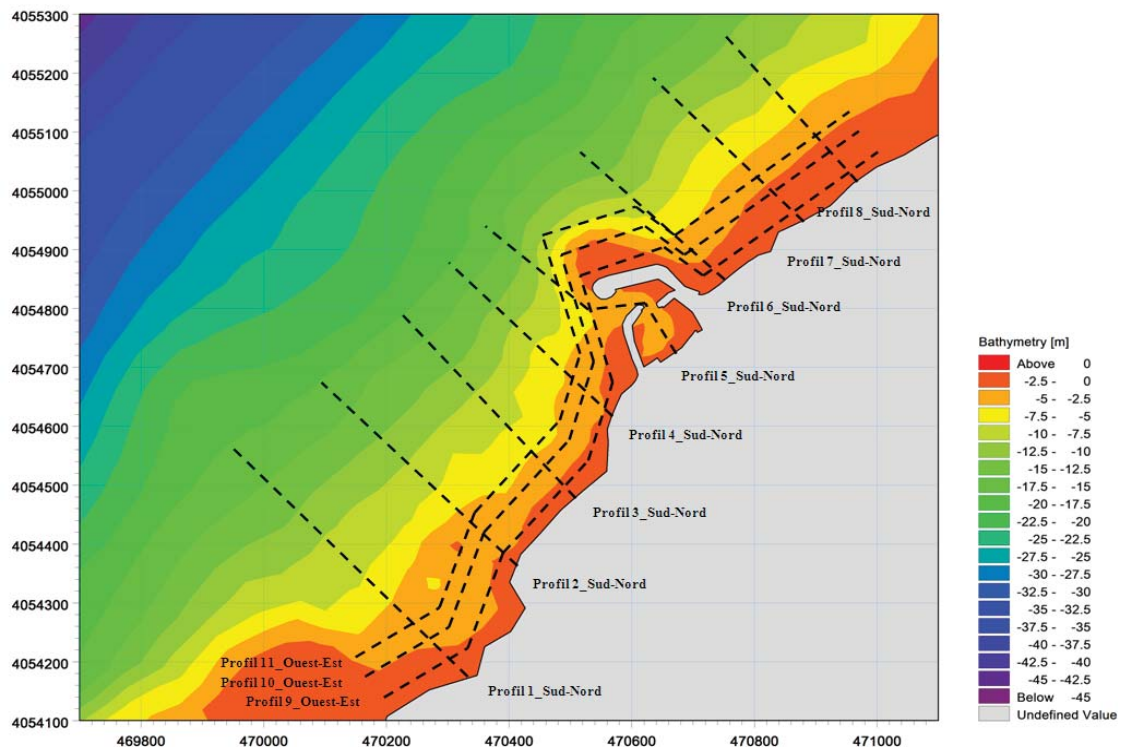 4055300
4055200
4055100
4055000
4054900
4054800
4054700
4054600
4054500
4054400
4054300
4054200
4054100
469800 470000 470200 470400 470600 470800 471000
Profil 8_Sud-Nord
Profil 7_Sud-Nord
Profil 6_Sud-Nord
Profil 5_Sud-Nord
Profil 4_Sud-Nord
Profil 3_Sud-Nord
Profil 2_Sud-Nord
Profil 11_Ouest-Est
Profil 10_Ouest-Est
Profil 9_Ouest-Est
Profil 1_Sud-Nord
Bathymetry [m]
Above 0
-2.5 - 0
-5 - -2.5
-7.5 - -5
-10 - -7.5
-12.5 - -10
-15 - -12.5
-17.5 - -15
-20 - -17.5
-22.5 - -20
-25 - -22.5
-27.5 - -25
-30 - -27.5
-32.5 - -30
-35 - -32.5
-37.5 - -35
-40 - -37.5
-42.5 - -40
-45 - -42.5
Below -45
Undefined Value